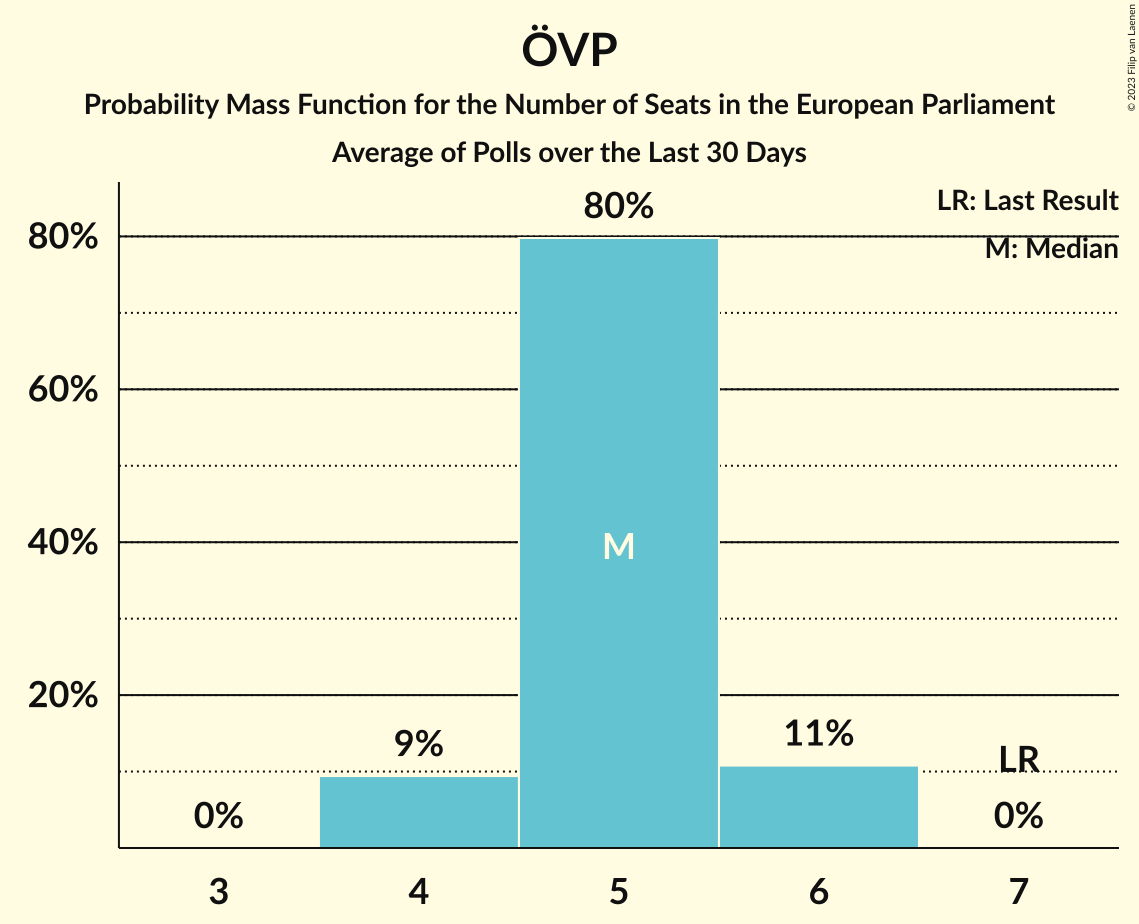 ÖVP
Probability Mass Function for the Number of Seats in the European Parliament
Average of Polls over the Last 30 Days
© 2023 Filip van Laenen
LR: Last Result
M: Median
80%
60%
40%
20%
0%
9%
80%
M
11%
LR
0%
3 4 5 6 7